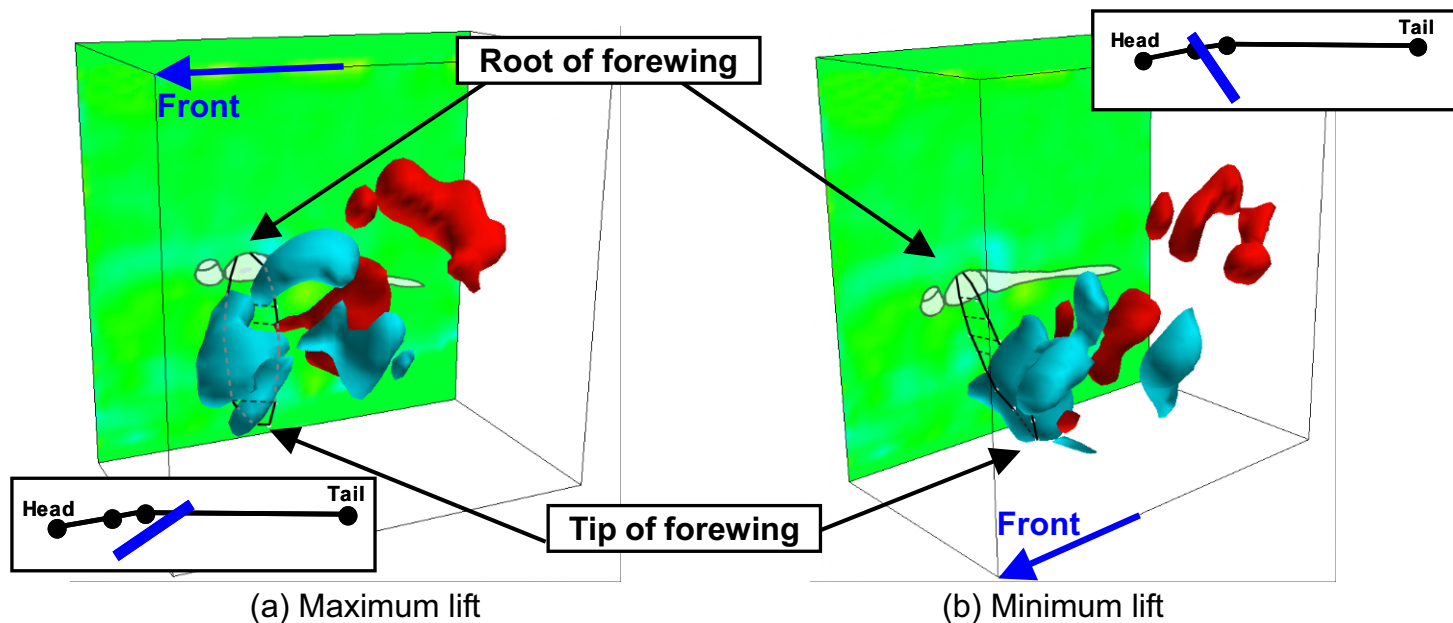 Root of forewing
Front
Head
Tail
Head
Tail
Tip of forewing
Front
(a) Maximum lift
(b) Minimum lift